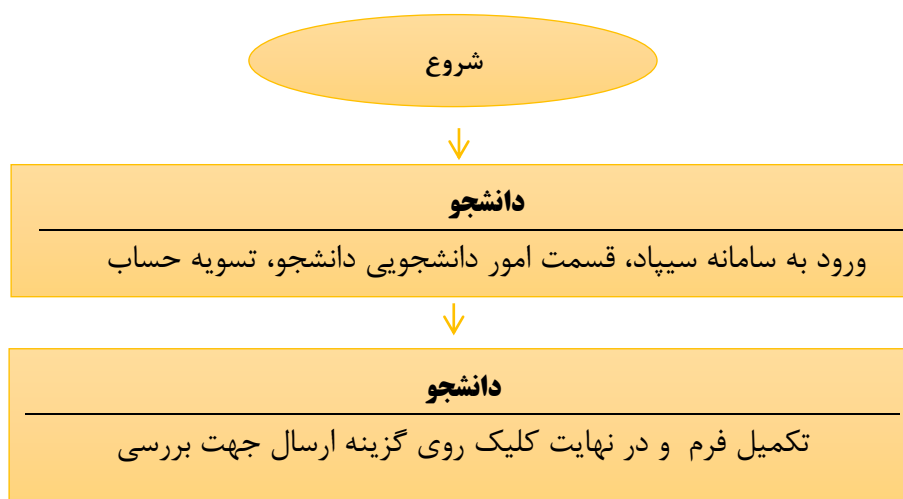 شروع
دانشجو
ورود به سامانه سیپاد، قسمت امور دانشجویی دانشجو، تسویه حساب
دانشجو
تکمیل فرم و در نهایت کلیک روی گزینه ارسال جهت بررسی